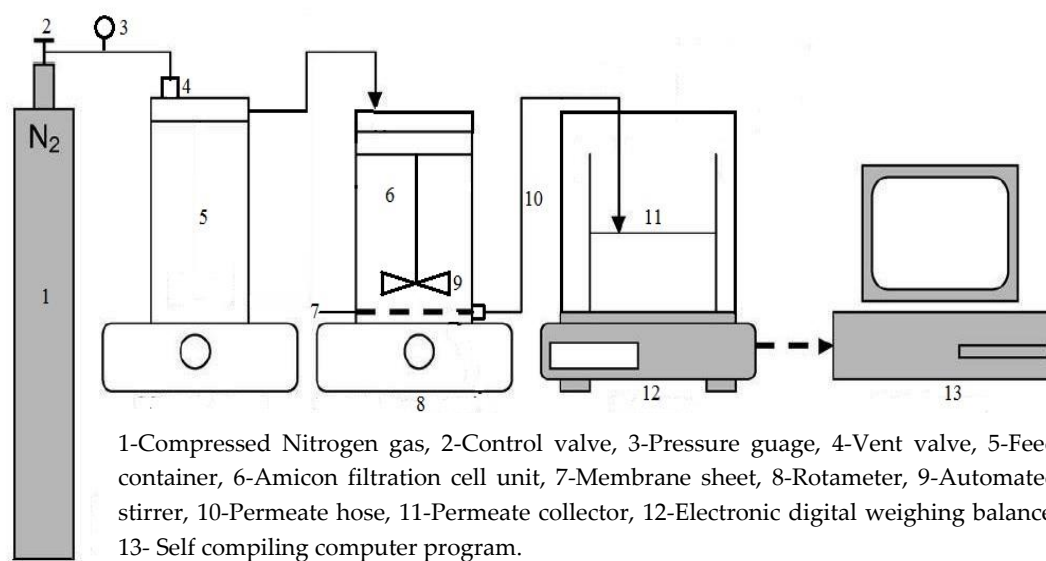 2
3
4
N2
5
6
10
11
1
9
7
8
12
13
1-Compressed Nitrogen gas, 2-Control valve, 3-Pressure guage, 4-Vent valve, 5-Fee
container, 6-Amicon filtration cell unit, 7-Membrane sheet, 8-Rotameter, 9-Automate
stirrer, 10-Permeate hose, 11-Permeate collector, 12-Electronic digital weighing balance
13- Self compiling computer program.